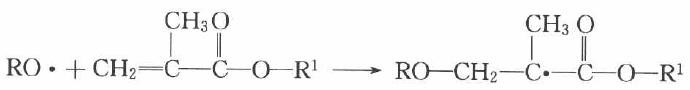 CH₃ O CH₃ O
RO· + CH₂=C—C—O—R¹ ⟶ RO—CH₂—C·—C—O—R¹